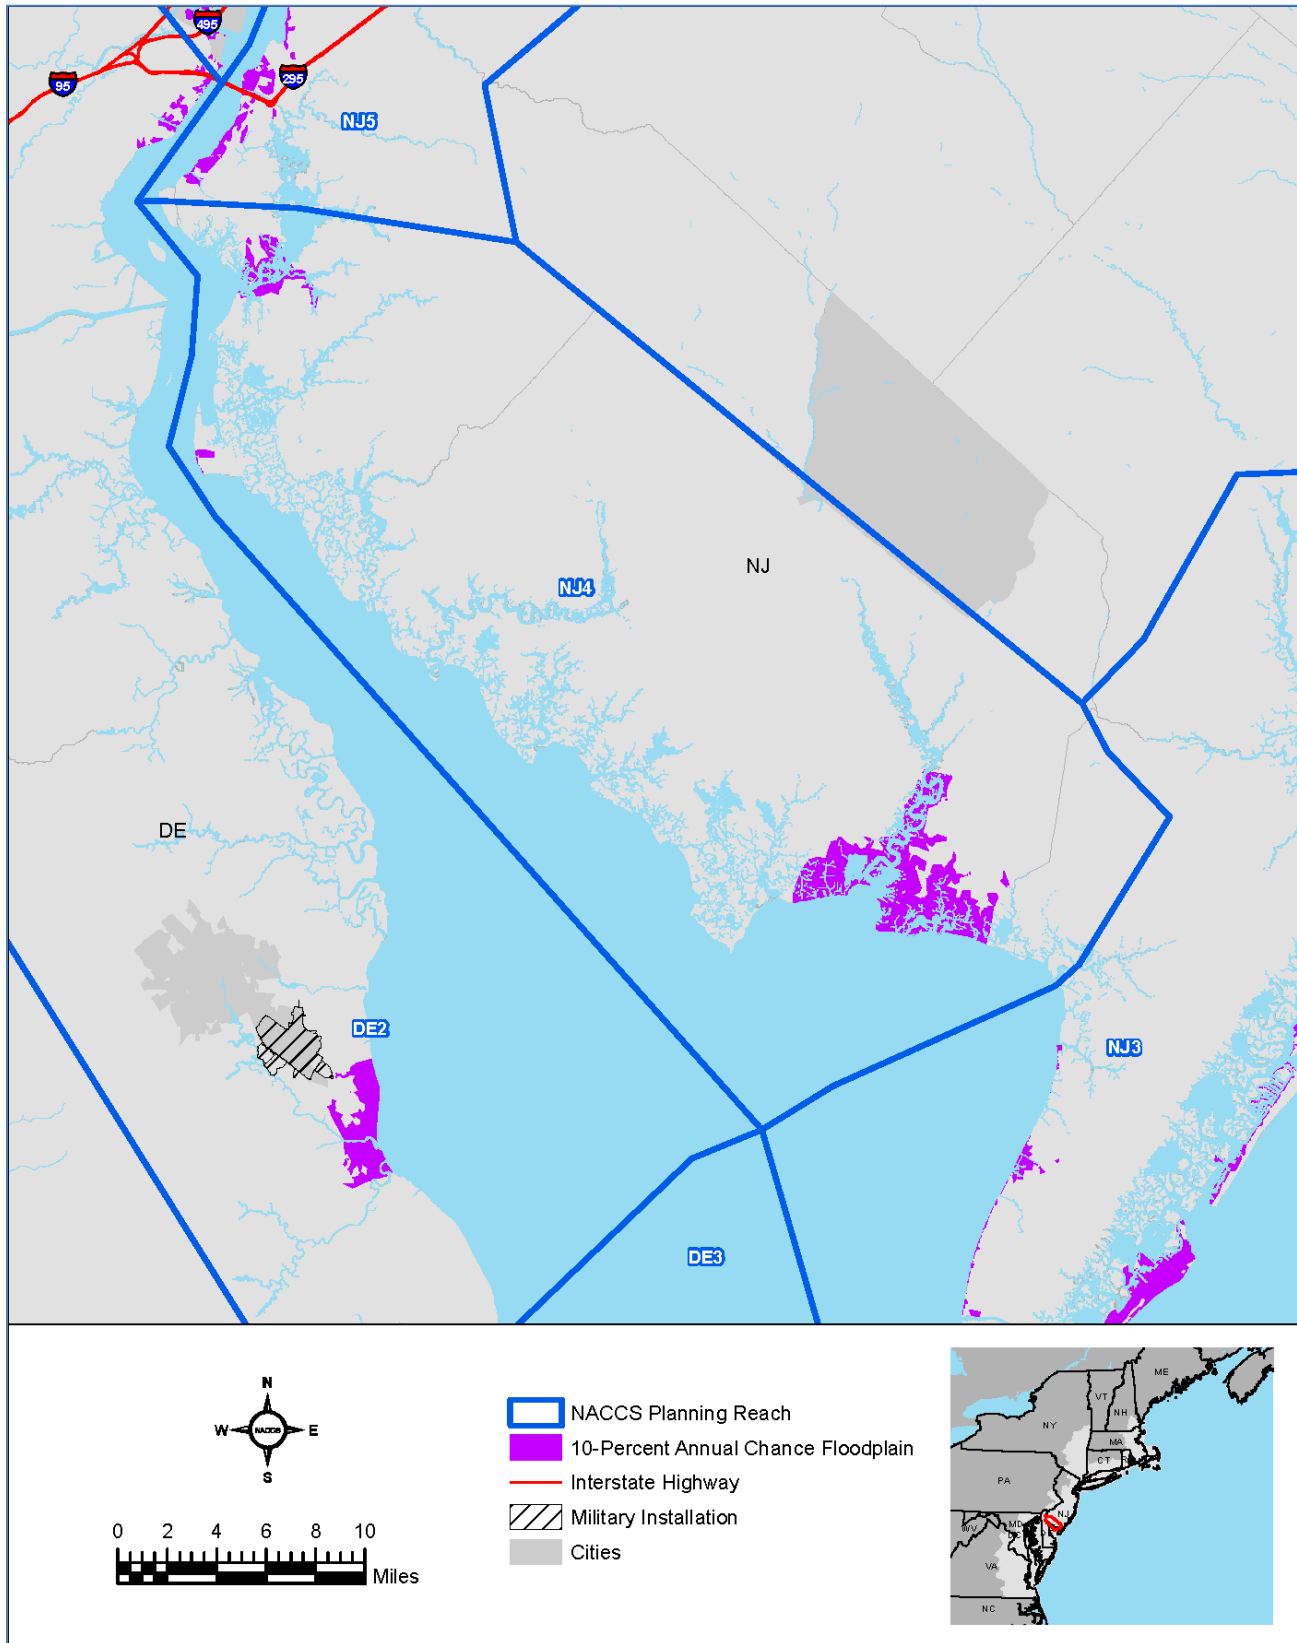 495
95
295
NJ5
NJ
NJ4
DE
DE2
NJ3
DE3
N
W
NACCS
E
S
0 2 4 6 8 10
Miles
NACCS Planning Reach
10-Percent Annual Chance Floodplain
Interstate Highway
Military Installation
Cities
ME
VT
NH
NY
MA
CT
PA
NJ
MD
WV
VA
NC